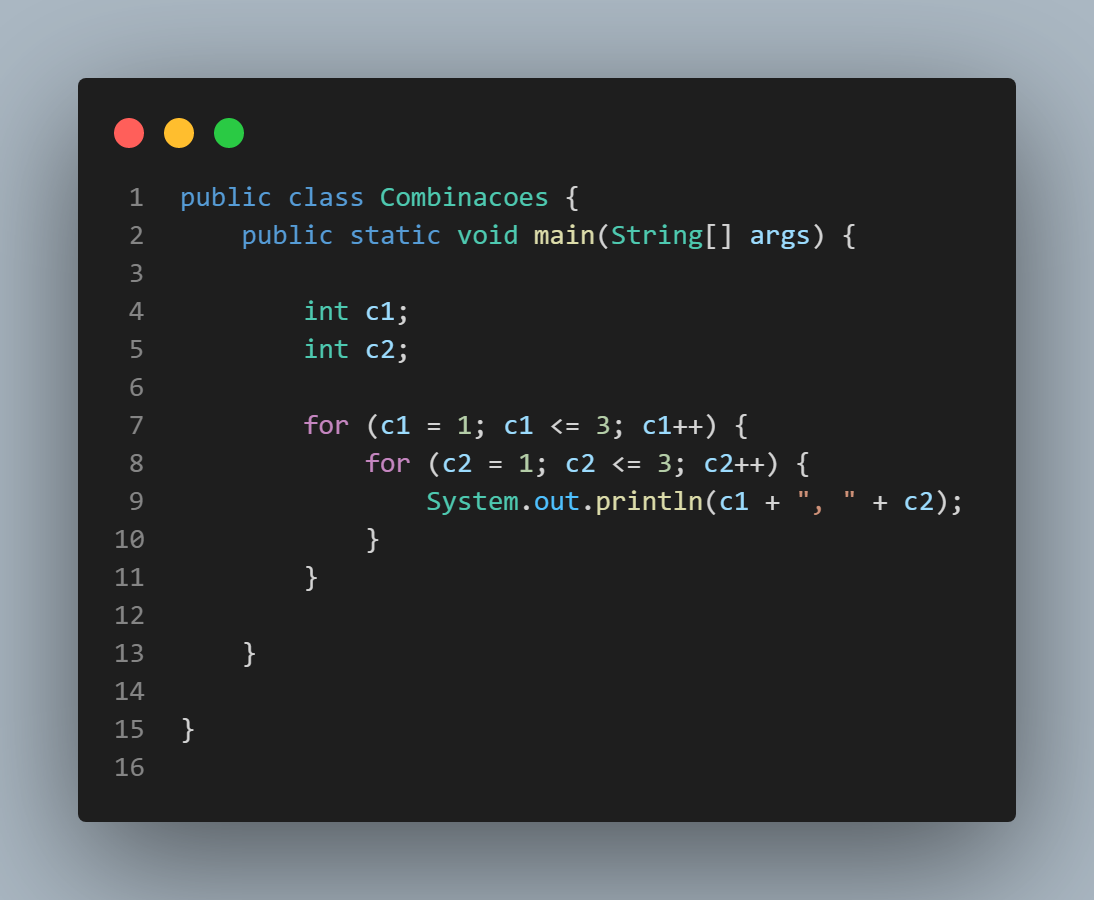 1 public class Combinacoes {
2     public static void main(String[] args) {
3
4         int c1;
5         int c2;
6
7         for (c1 = 1; c1 <= 3; c1++) {
8             for (c2 = 1; c2 <= 3; c2++) {
9                 System.out.println(c1 + ", " + c2);
10             }
11         }
12
13     }
14
15 }
16